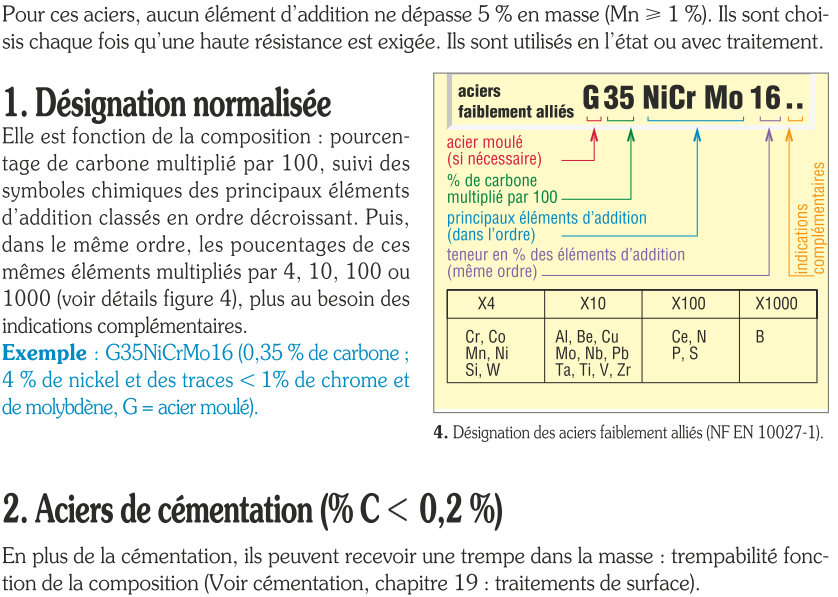 Pour ces aciers, aucun élément d'addition ne dépasse 5 % en masse (Mn ⩾ 1 %). Ils sont choi-
sis chaque fois qu'une haute résistance est exigée. Ils sont utilisés en l'état ou avec traitement.
1. Désignation normalisée
Elle est fonction de la composition : pourcen-
tage de carbone multiplié par 100, suivi des
symboles chimiques des principaux éléments
d'addition classés en ordre décroissant. Puis,
dans le même ordre, les poucentages de ces
mêmes éléments multipliés par 4, 10, 100 ou
1000 (voir détails figure 4), plus au besoin des
indications complémentaires.
Exemple : G35NiCrMo16 (0,35 % de carbone ;
4 % de nickel et des traces < 1% de chrome et
de molybdène, G = acier moulé).
aciers
faiblement alliés G 35 NiCr Mo 16 ..
acier moulé
(si nécessaire)
% de carbone
multiplié par 100
principaux éléments d'addition
(dans l'ordre)
teneur en % des éléments d'addition
(même ordre)
indications
complémentaires
X4 X10 X100 X1000
Cr, Co Al, Be, Cu Ce, N B
Mn, Ni Mo, Nb, Pb P, S
Si, W Ta, Ti, V, Zr
4. Désignation des aciers faiblement alliés (NF EN 10027-1).
2. Aciers de cémentation (% C < 0,2 %)
En plus de la cémentation, ils peuvent recevoir une trempe dans la masse : trempabilité fonc-
tion de la composition (Voir cémentation, chapitre 19 : traitements de surface).